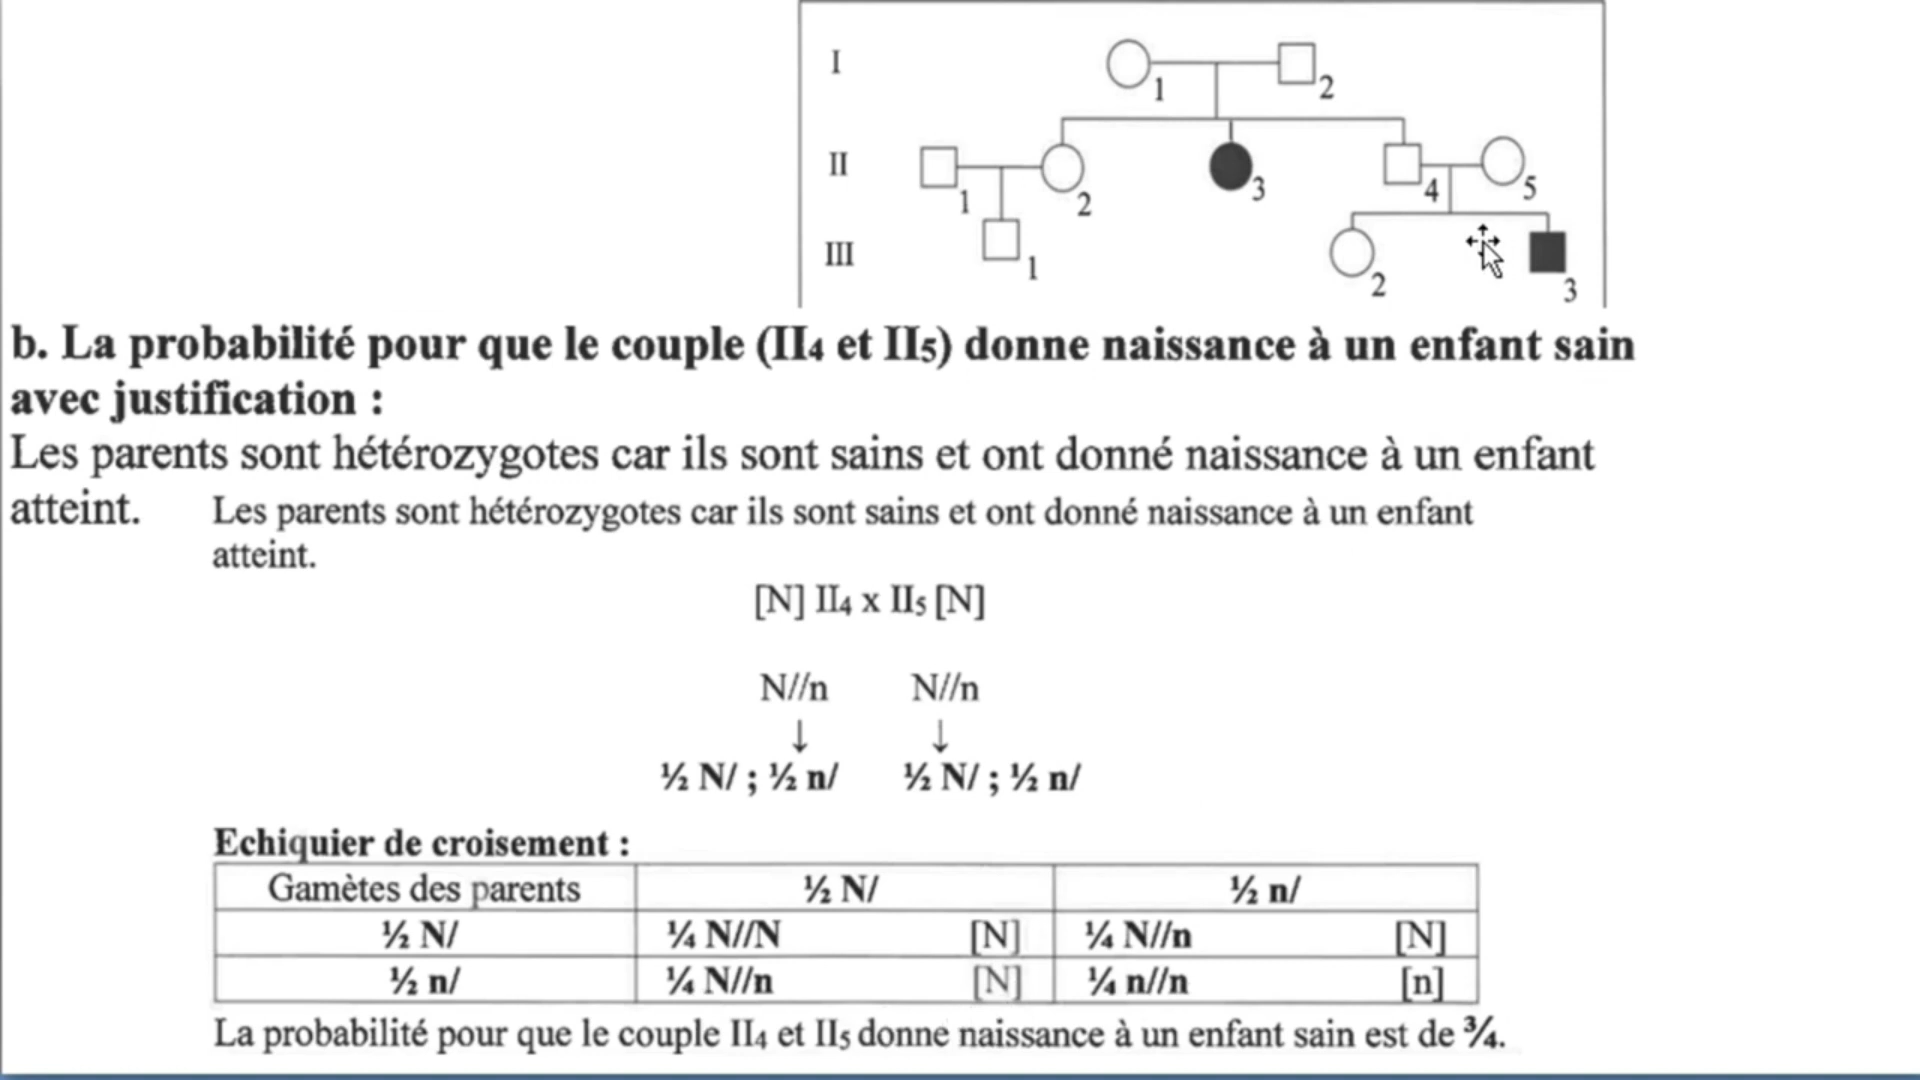 I
1
2
II
1
2
3
4
5
III
1
2
3
b. La probabilité pour que le couple (II4 et II5) donne naissance à un enfant sain
avec justification :
Les parents sont hétérozygotes car ils sont sains et ont donné naissance à un enfant
atteint.
Les parents sont hétérozygotes car ils sont sains et ont donné naissance à un enfant
atteint.
[N] II4 x II5 [N]
N//n N//n
↓ ↓
½ N/ ; ½ n/ ½ N/ ; ½ n/
Echiquier de croisement :
Gamètes des parents ½ N/ ½ n/
½ N/ ¼ N//N [N] ¼ N//n [N]
½ n/ ¼ N//n [N] ¼ n//n [n]
La probabilité pour que le couple II4 et II5 donne naissance à un enfant sain est de ¾.